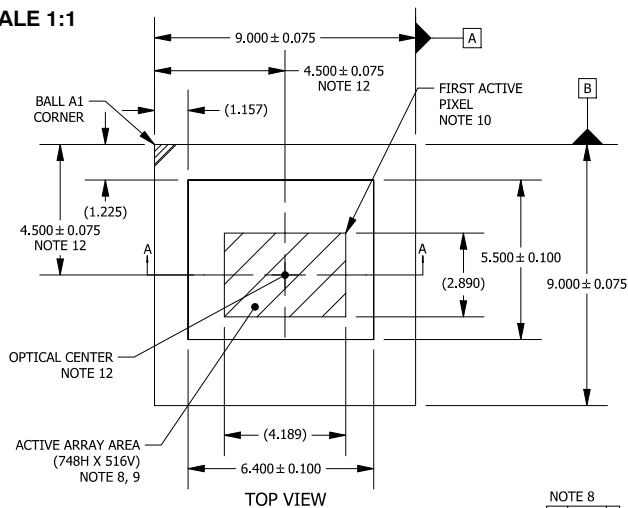 ALE 1:1
9.000 ± 0.075
A
4.500 ± 0.075
NOTE 12
B
BALL A1
CORNER
(1.157)
FIRST ACTIVE
PIXEL
NOTE 10
(1.225)
4.500 ± 0.075
NOTE 12
A
A
5.500 ± 0.100
(2.890)
9.000 ± 0.075
OPTICAL CENTER
NOTE 12
(4.189)
ACTIVE ARRAY AREA
(748H X 516V)
NOTE 8, 9
6.400 ± 0.100
TOP VIEW
NOTE 8